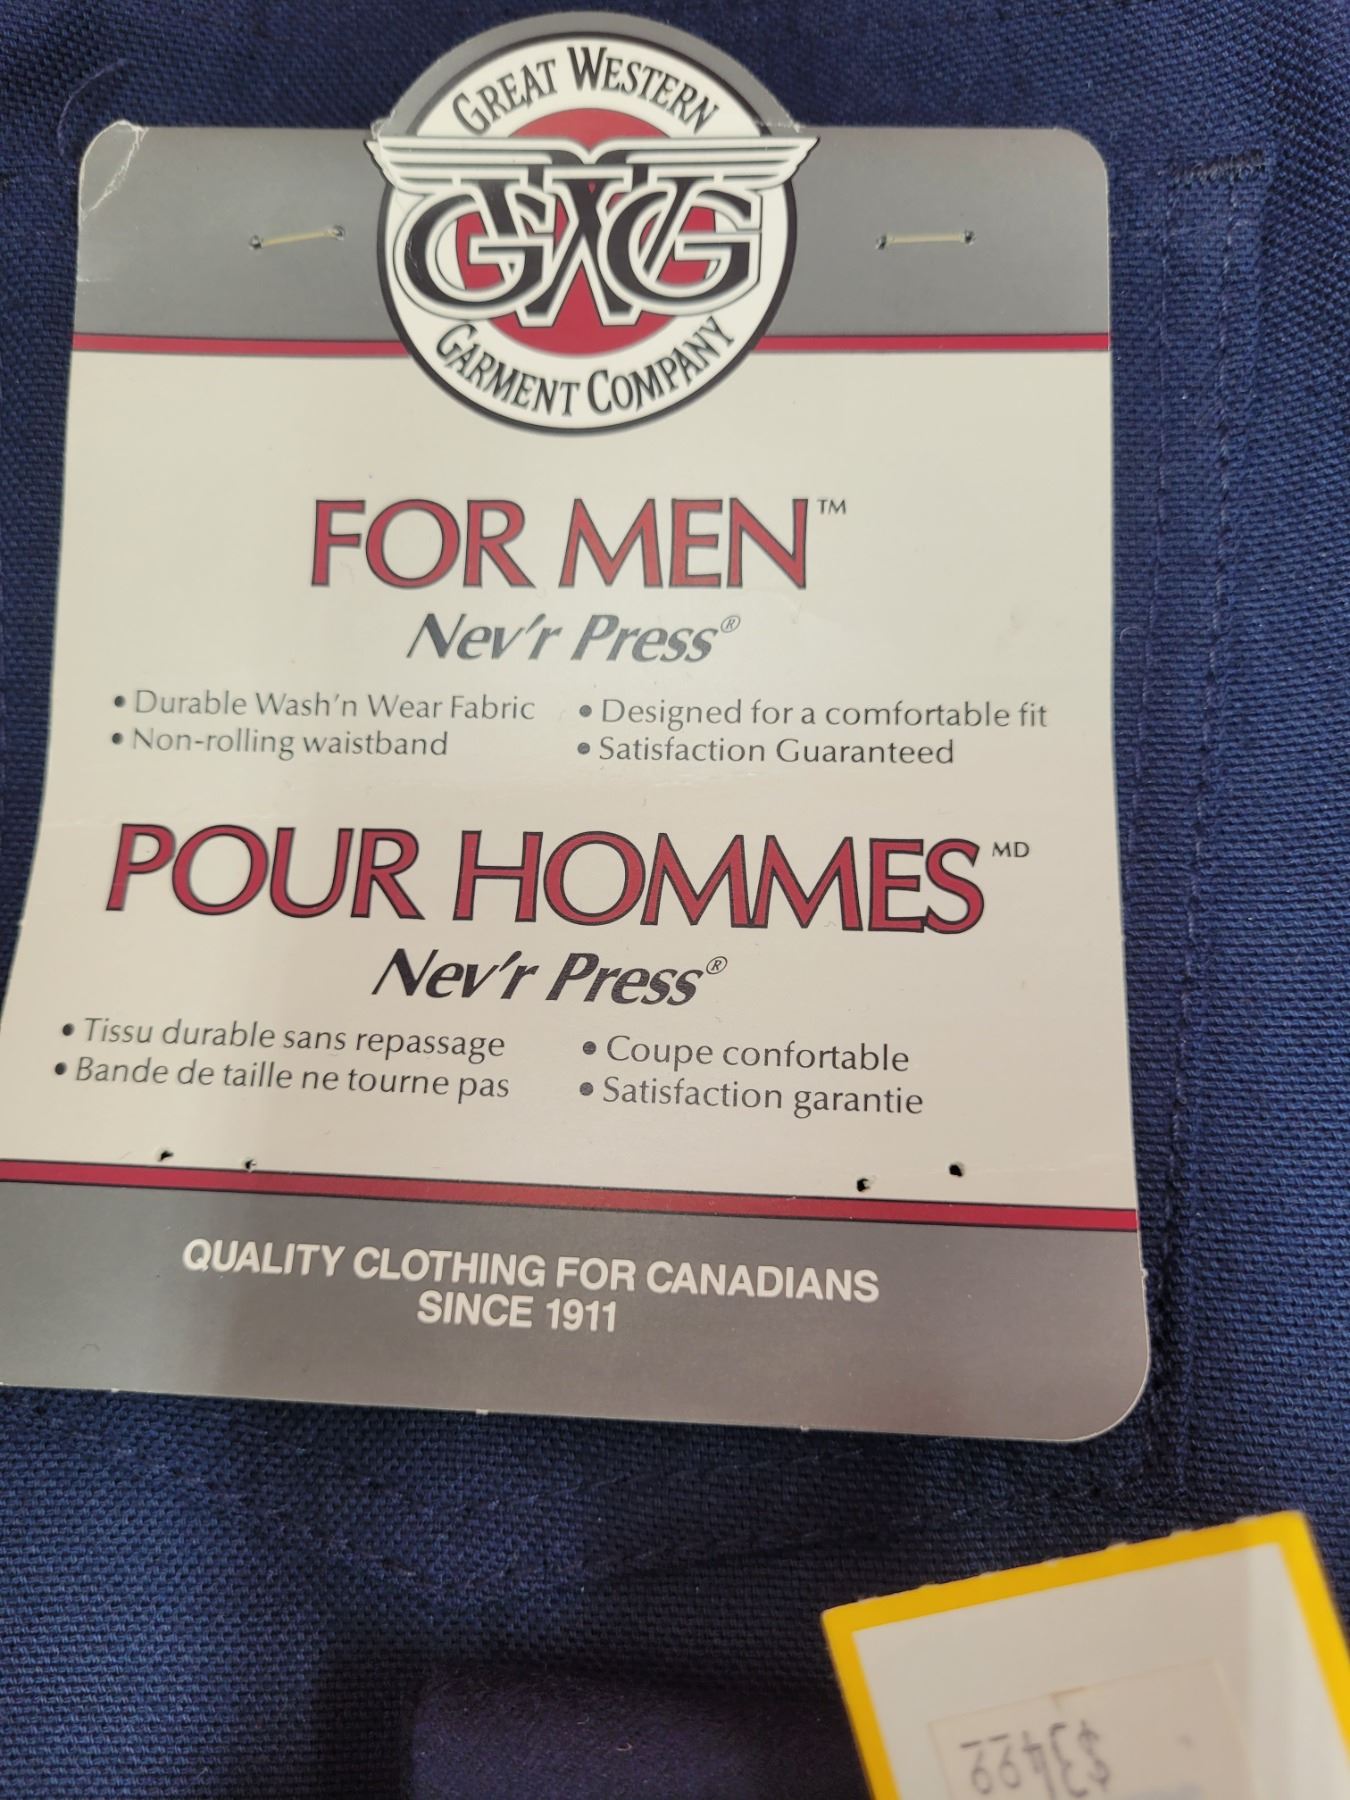 GREAT WESTERN
GWG
GARMENT COMPANY
FOR MEN™
Nev'r Press®
• Durable Wash'n Wear Fabric
• Non-rolling waistband
• Designed for a comfortable fit
• Satisfaction Guaranteed
POUR HOMMES MD
Nev'r Press®
• Tissu durable sans repassage
• Bande de taille ne tourne pas
• Coupe confortable
• Satisfaction garantie
QUALITY CLOTHING FOR CANADIANS
SINCE 1911